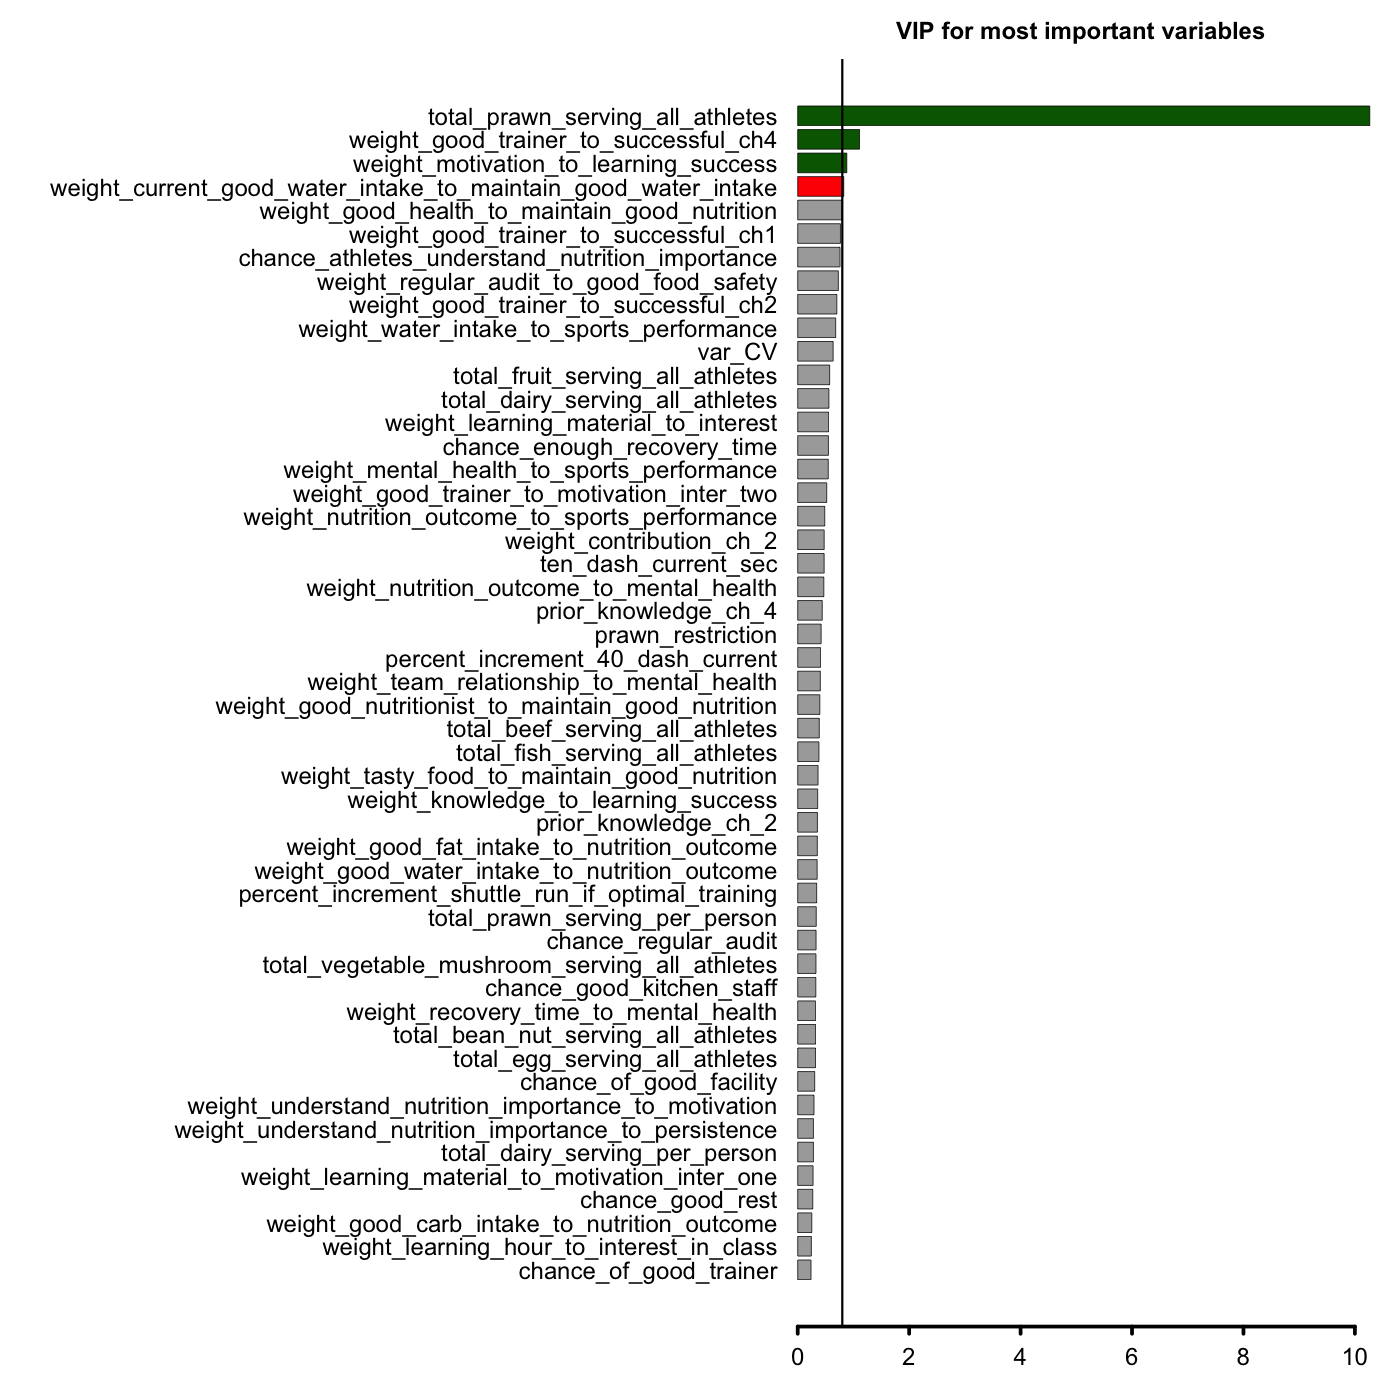 VIP for most important variables
total_prawn_serving_all_athletes
weight_good_trainer_to_successful_ch4
weight_motivation_to_learning_success
weight_current_good_water_intake_to_maintain_good_water_intake
weight_good_health_to_maintain_good_nutrition
weight_good_trainer_to_successful_ch1
chance_athletes_understand_nutrition_importance
weight_regular_audit_to_good_food_safety
weight_good_trainer_to_successful_ch2
weight_water_intake_to_sports_performance
var_CV
total_fruit_serving_all_athletes
total_dairy_serving_all_athletes
weight_learning_material_to_interest
chance_enough_recovery_time
weight_mental_health_to_sports_performance
weight_good_trainer_to_motivation_inter_two
weight_nutrition_outcome_to_sports_performance
weight_contribution_ch_2
ten_dash_current_sec
weight_nutrition_outcome_to_mental_health
prior_knowledge_ch_4
prawn_restriction
percent_increment_40_dash_current
weight_team_relationship_to_mental_health
weight_good_nutritionist_to_maintain_good_nutrition
total_beef_serving_all_athletes
total_fish_serving_all_athletes
weight_tasty_food_to_maintain_good_nutrition
weight_knowledge_to_learning_success
prior_knowledge_ch_2
weight_good_fat_intake_to_nutrition_outcome
weight_good_water_intake_to_nutrition_outcome
percent_increment_shuttle_run_if_optimal_training
total_prawn_serving_per_person
chance_regular_audit
total_vegetable_mushroom_serving_all_athletes
chance_good_kitchen_staff
weight_recovery_time_to_mental_health
total_bean_nut_serving_all_athletes
total_egg_serving_all_athletes
chance_of_good_facility
weight_understand_nutrition_importance_to_motivation
weight_understand_nutrition_importance_to_persistence
total_dairy_serving_per_person
weight_learning_material_to_motivation_inter_one
chance_good_rest
weight_good_carb_intake_to_nutrition_outcome
weight_learning_hour_to_interest_in_class
chance_of_good_trainer
0 2 4 6 8 10